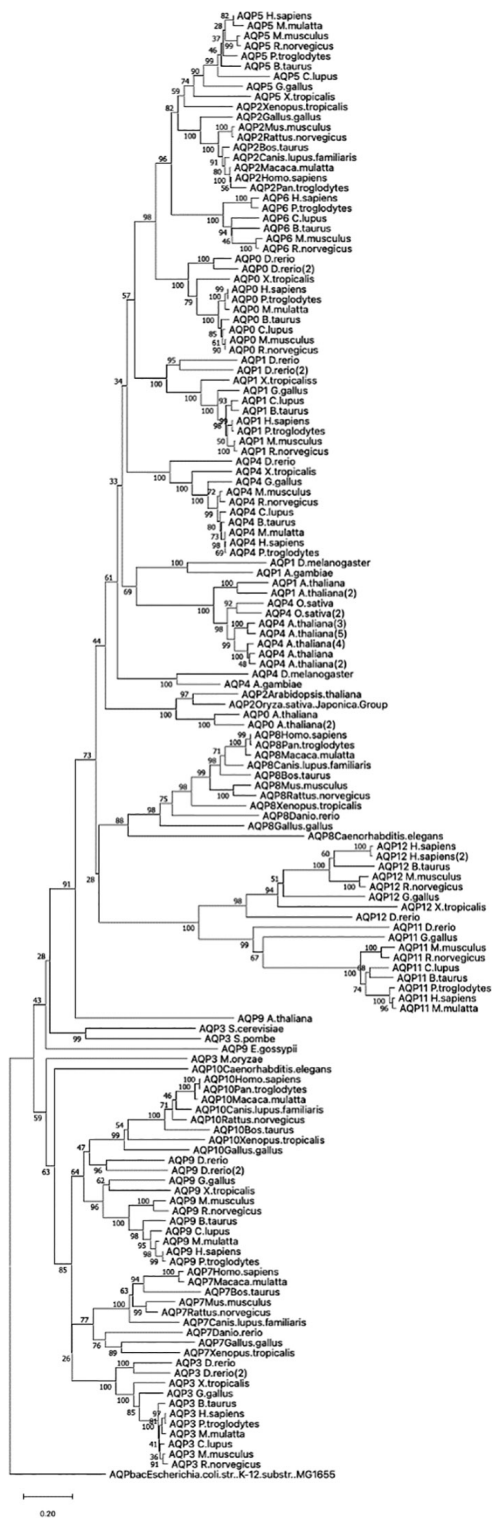 AQP5 H.sapiens
AQP5 M.mulatta
AQP5 M.musculus
AQP5 R.norvegicus
AQP5 P.troglodytes
AQP5 B.taurus
AQP5 C.lupus
AQP5 G.gallus
AQP5 X.tropicalis
AQP2Xenopus.tropicalis
AQP2Gallus.gallus
AQP2Mus.musculus
AQP2Rattus.norvegicus
AQP2Bos.taurus
AQP2Canis.lupus.familiaris
AQP2Macaca.mulatta
AQP2Homo.sapiens
AQP2Pan.troglodytes
AQP6 H.sapiens
AQP6 P.troglodytes
AQP6 C.lupus
AQP6 B.taurus
AQP6 M.musculus
AQP6 R.norvegicus
AQP0 D.rerio
AQP0 D.rerio(2)
AQP0 X.tropicalis
AQP0 H.sapiens
AQP0 P.troglodytes
AQP0 M.mulatta
AQP0 B.taurus
AQP0 C.lupus
AQP0 M.musculus
AQP0 R.norvegicus
AQP1 D.rerio
AQP1 D.rerio(2)
AQP1 X.tropicaliss
AQP1 G.gallus
AQP1 C.lupus
AQP1 B.taurus
AQP1 H.sapiens
AQP1 P.troglodytes
AQP1 M.musculus
AQP1 R.norvegicus
AQP4 D.rerio
AQP4 X.tropicalis
AQP4 G.gallus
AQP4 M.musculus
AQP4 R.norvegicus
AQP4 C.lupus
AQP4 B.taurus
AQP4 M.mulatta
AQP4 H.sapiens
AQP4 P.troglodytes
AQP1 D.melanogaster
AQP1 A.gambiae
AQP1 A.thaliana
AQP1 A.thaliana(2)
AQP4 O.sativa
AQP4 O.sativa(2)
AQP4 A.thaliana(3)
AQP4 A.thaliana(5)
AQP4 A.thaliana(4)
AQP4 A.thaliana
AQP4 A.thaliana(2)
AQP4 D.melanogaster
AQP4 A.gambiae
AQP2Arabidopsis.thaliana
AQP2Oryza.sativa.Japonica.Group
AQP0 A.thaliana
AQP0 A.thaliana(2)
AQP8Homo.sapiens
AQP8Pan.troglodytes
AQP8Macaca.mulatta
AQP8Canis.lupus.familiaris
AQP8Bos.taurus
AQP8Mus.musculus
AQP8Rattus.norvegicus
AQP8Xenopus.tropicalis
AQP8Danio.rerio
AQP8Gallus.gallus
AQP8Caenorhabditis.elegans
AQP12 H.sapiens
AQP12 H.sapiens(2)
AQP12 B.taurus
AQP12 M.musculus
AQP12 R.norvegicus
AQP12 G.gallus
AQP12 X.tropicalis
AQP12 D.rerio
AQP11 D.rerio
AQP11 G.gallus
AQP11 M.musculus
AQP11 R.norvegicus
AQP11 C.lupus
AQP11 B.taurus
AQP11 P.troglodytes
AQP11 H.sapiens
AQP11 M.mulatta
AQP9 A.thaliana
AQP3 S.cerevisiae
AQP3 S.pombe
AQP9 E.gossypii
AQP3 M.oryzae
AQP10Caenorhabditis.elegans
AQP10Homo.sapiens
AQP10Pan.troglodytes
AQP10Macaca.mulatta
AQP10Canis.lupus.familiaris
AQP10Rattus.norvegicus
AQP10Bos.taurus
AQP10Xenopus.tropicalis
AQP10Gallus.gallus
AQP9 D.rerio
AQP9 D.rerio(2)
AQP9 G.gallus
AQP9 X.tropicalis
AQP9 M.musculus
AQP9 R.norvegicus
AQP9 B.taurus
AQP9 C.lupus
AQP9 M.mulatta
AQP9 H.sapiens
AQP9 P.troglodytes
AQP7Homo.sapiens
AQP7Macaca.mulatta
AQP7Bos.taurus
AQP7Mus.musculus
AQP7Rattus.norvegicus
AQP7Canis.lupus.familiaris
AQP7Danio.rerio
AQP7Gallus.gallus
AQP7Xenopus.tropicalis
AQP3 D.rerio
AQP3 D.rerio(2)
AQP3 X.tropicalis
AQP3 G.gallus
AQP3 B.taurus
AQP3 H.sapiens
AQP3 P.troglodytes
AQP3 M.mulatta
AQP3 C.lupus
AQP3 M.musculus
AQP3 R.norvegicus
AQPbacEscherichia.coli.str..K-12.substr..MG1655
0.20